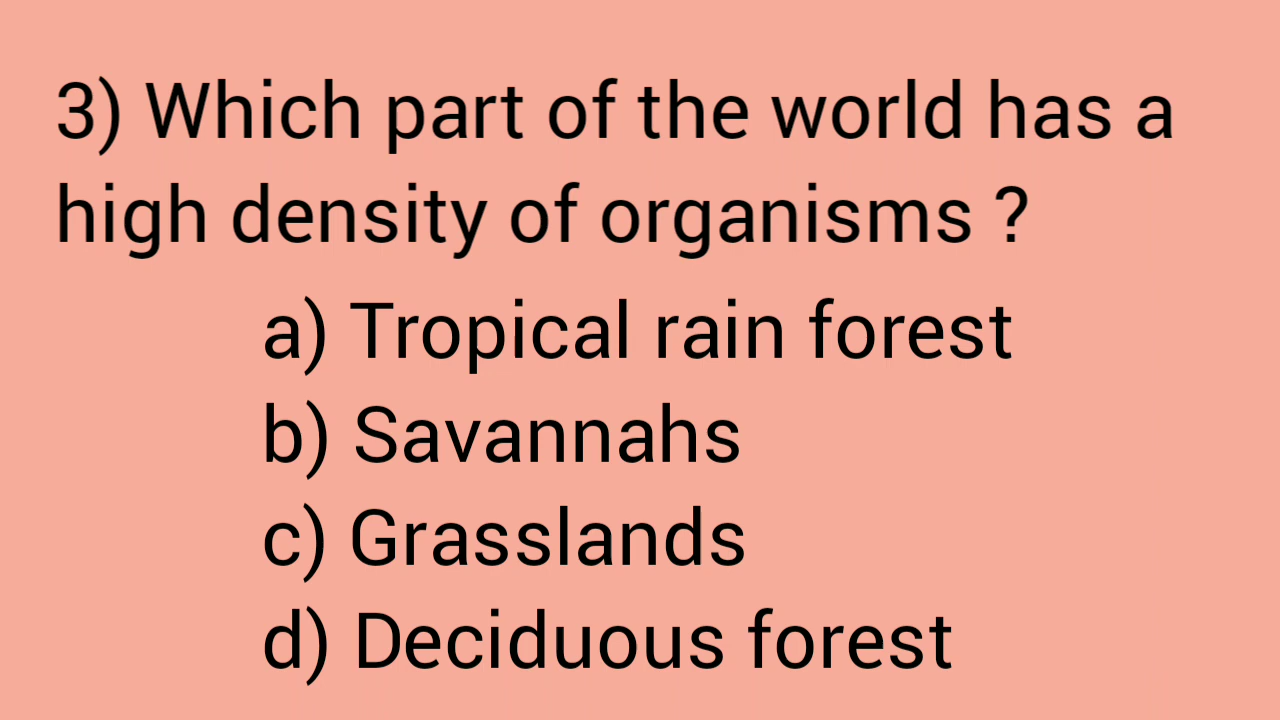 3) Which part of the world has a
high density of organisms ?
a) Tropical rain forest
b) Savannahs
c) Grasslands
d) Deciduous forest